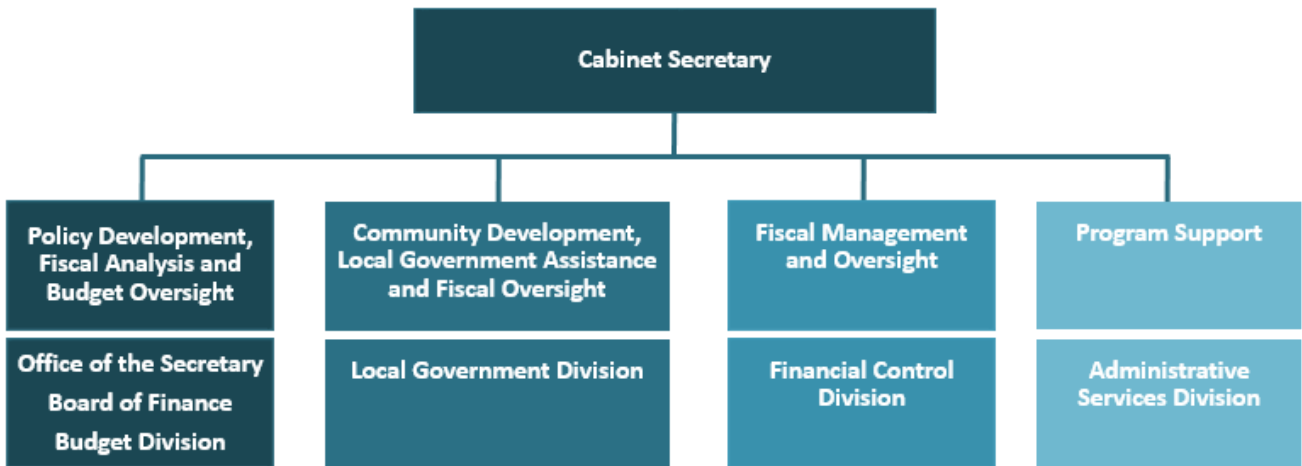 Cabinet Secretary
Policy Development,
Fiscal Analysis and
Budget Oversight
Community Development,
Local Government Assistance
and Fiscal Oversight
Fiscal Management
and Oversight
Program Support
Office of the Secretary
Board of Finance
Budget Division
Local Government Division
Financial Control
Division
Administrative
Services Division